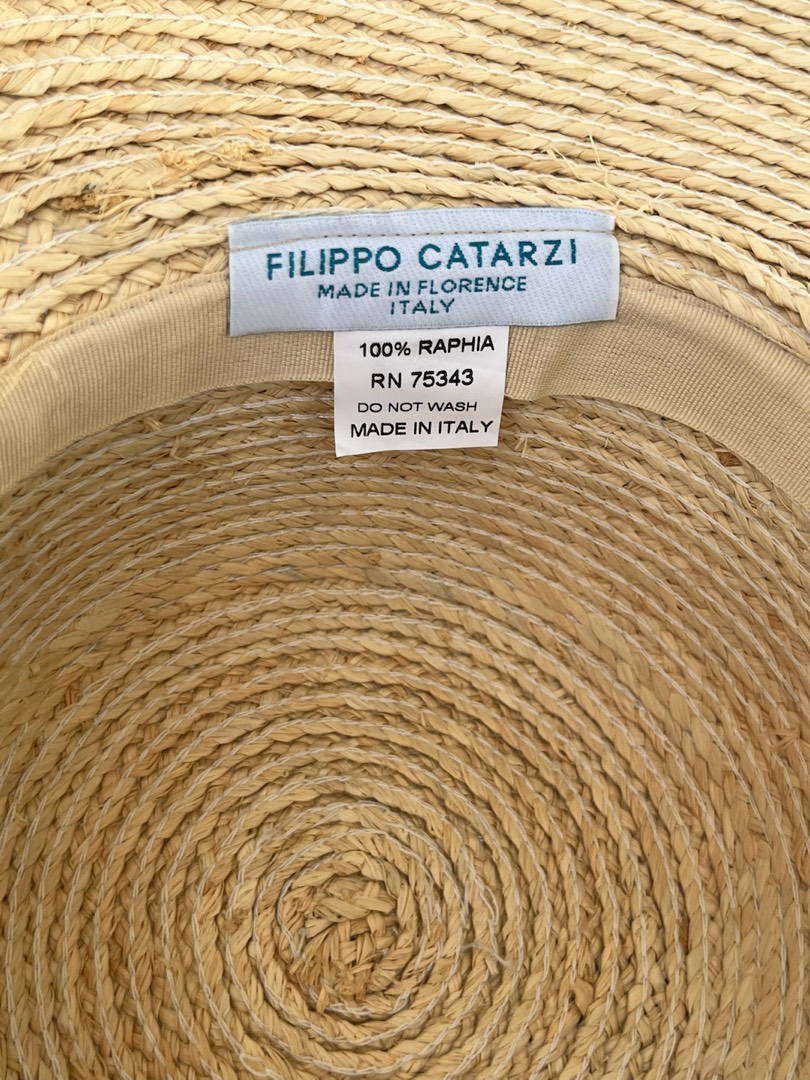 FILIPPO CATARZI
MADE IN FLORENCE
ITALY
100% RAPHIA
RN 75343
DO NOT WASH
MADE IN ITALY